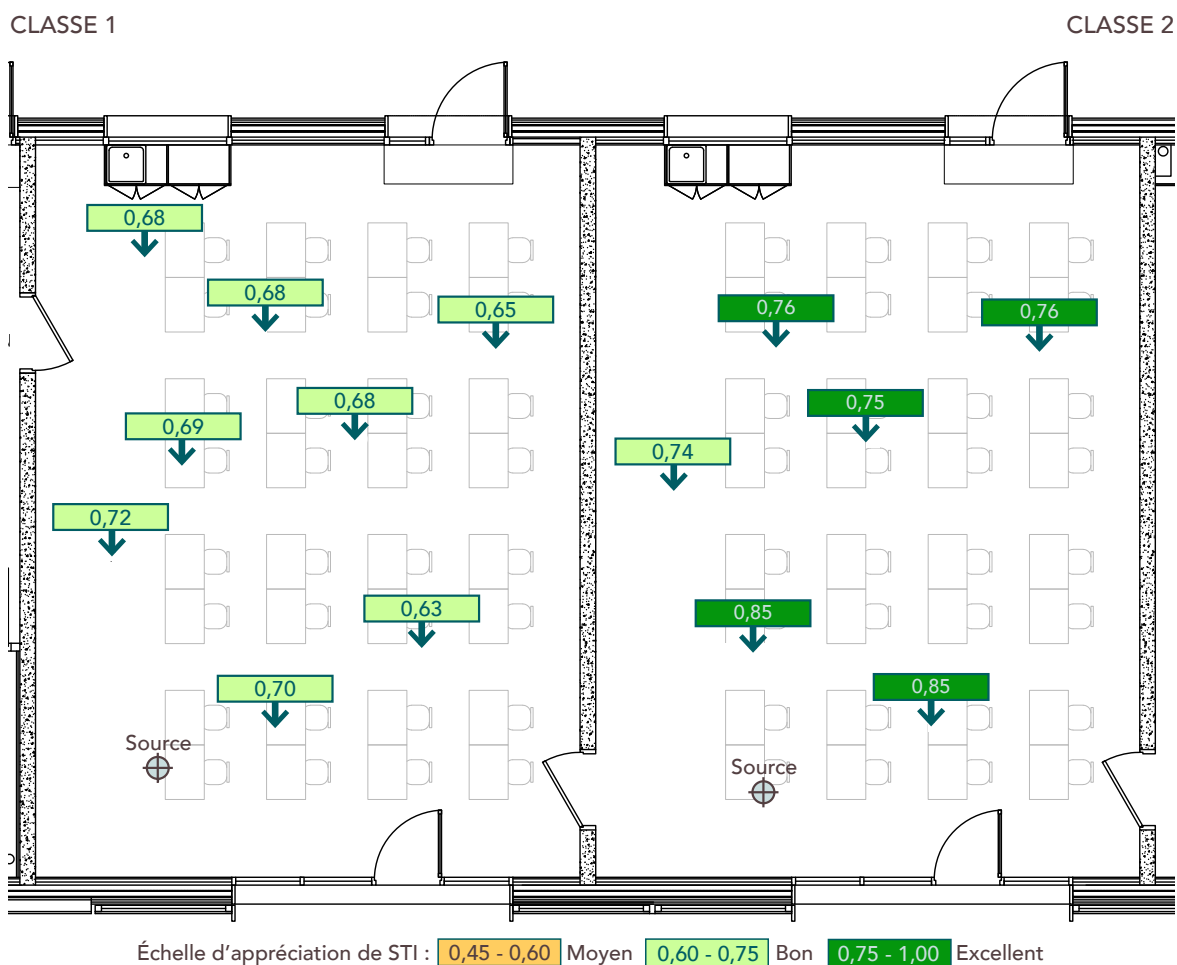 CLASSE 1
CLASSE 2
0,68
0,68
0,65
0,68
0,69
0,72
0,63
0,70
Source
0,76
0,76
0,75
0,74
0,85
0,85
Source
Échelle d'appréciation de STI : 0,45 - 0,60 Moyen 0,60 - 0,75 Bon 0,75 - 1,00 Excellent